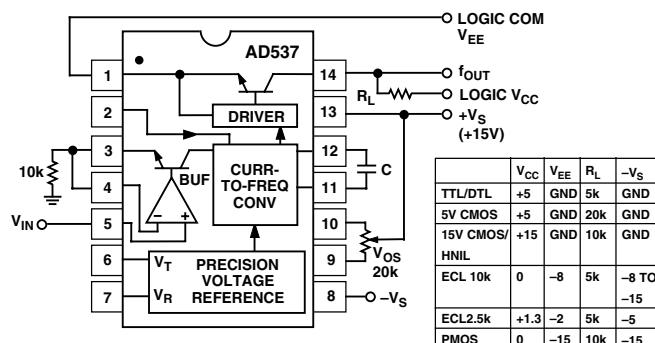 LOGIC COM
VEE
AD537
1
14
fOUT
RL
LOGIC VCC
2
DRIVER
13
+VS
(+15V)
3
12
10k
BUF
CURR-
TO-FREQ
CONV
C
4
11
VIN
5
– +
10
VOS
20k
6
VT
PRECISION
VOLTAGE
REFERENCE
9
7
VR
8
–VS
VCC VEE RL –VS
TTL/DTL +5 GND 5k GND
5V CMOS +5 GND 20k GND
15V CMOS/ +15 GND 10k GND
HNIL
ECL 10k 0 –8 5k –8 TO
–15
ECL2.5k +1.3 –2 5k –5
PMOS 0 –15 10k –15